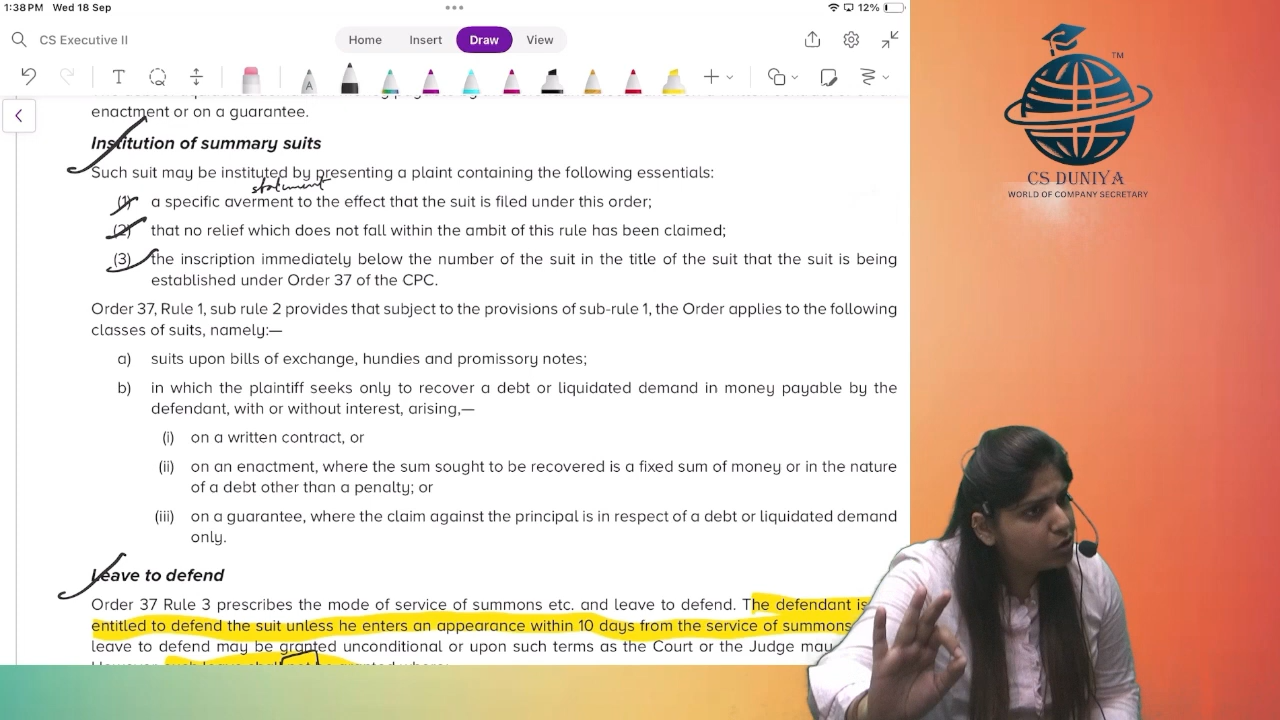 1:38 PM Wed 18 Sep
12%
CS Executive II
Home Insert Draw View
enactment or on a guarantee.
Institution of summary suits
Such suit may be instituted by presenting a plaint containing the following essentials:
statement
(1) a specific averment to the effect that the suit is filed under this order;
(2) that no relief which does not fall within the ambit of this rule has been claimed;
(3) the inscription immediately below the number of the suit in the title of the suit that the suit is being
established under Order 37 of the CPC.
Order 37, Rule 1, sub rule 2 provides that subject to the provisions of sub-rule 1, the Order applies to the following
classes of suits, namely:—
a) suits upon bills of exchange, hundies and promissory notes;
b) in which the plaintiff seeks only to recover a debt or liquidated demand in money payable by the
defendant, with or without interest, arising,—
(i) on a written contract, or
(ii) on an enactment, where the sum sought to be recovered is a fixed sum of money or in the nature
of a debt other than a penalty; or
(iii) on a guarantee, where the claim against the principal is in respect of a debt or liquidated demand
only.
Leave to defend
Order 37 Rule 3 prescribes the mode of service of summons etc. and leave to defend. The defendant is
entitled to defend the suit unless he enters an appearance within 10 days from the service of summons
leave to defend may be granted unconditional or upon such terms as the Court or the Judge may
TM
CS DUNIYA
WORLD OF COMPANY SECRETARY